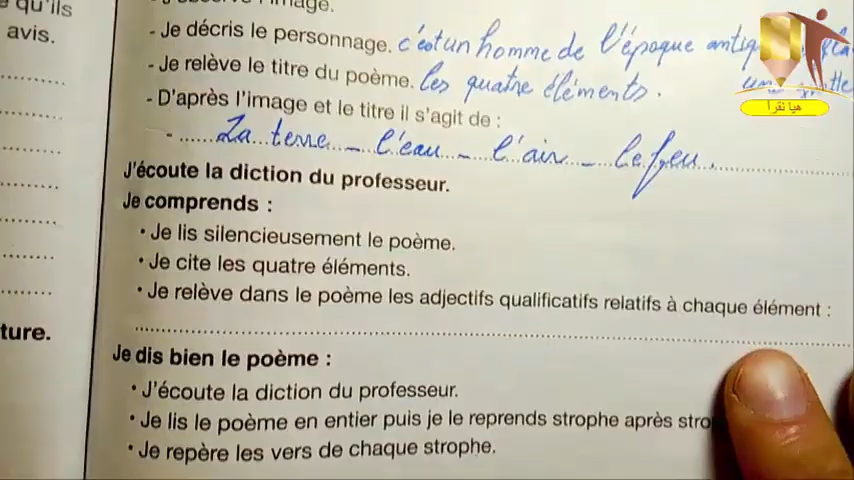 qu'ils
avis.
- Je décris le personnage. c'est un homme de l'époque
- Je relève le titre du poème. les quatre éléments.
- D'après l'image et le titre il s'agit de :
- La terre - l'eau - l'air - le feu.
J'écoute la diction du professeur.
Je comprends :
• Je lis silencieusement le poème.
• Je cite les quatre éléments.
• Je relève dans le poème les adjectifs qualificatifs relatifs à chaque élément :
ture.
Je dis bien le poème :
• J'écoute la diction du professeur.
• Je lis le poème en entier puis je le reprends strophe après
• Je repère les vers de chaque strophe.
هيا نقرأ